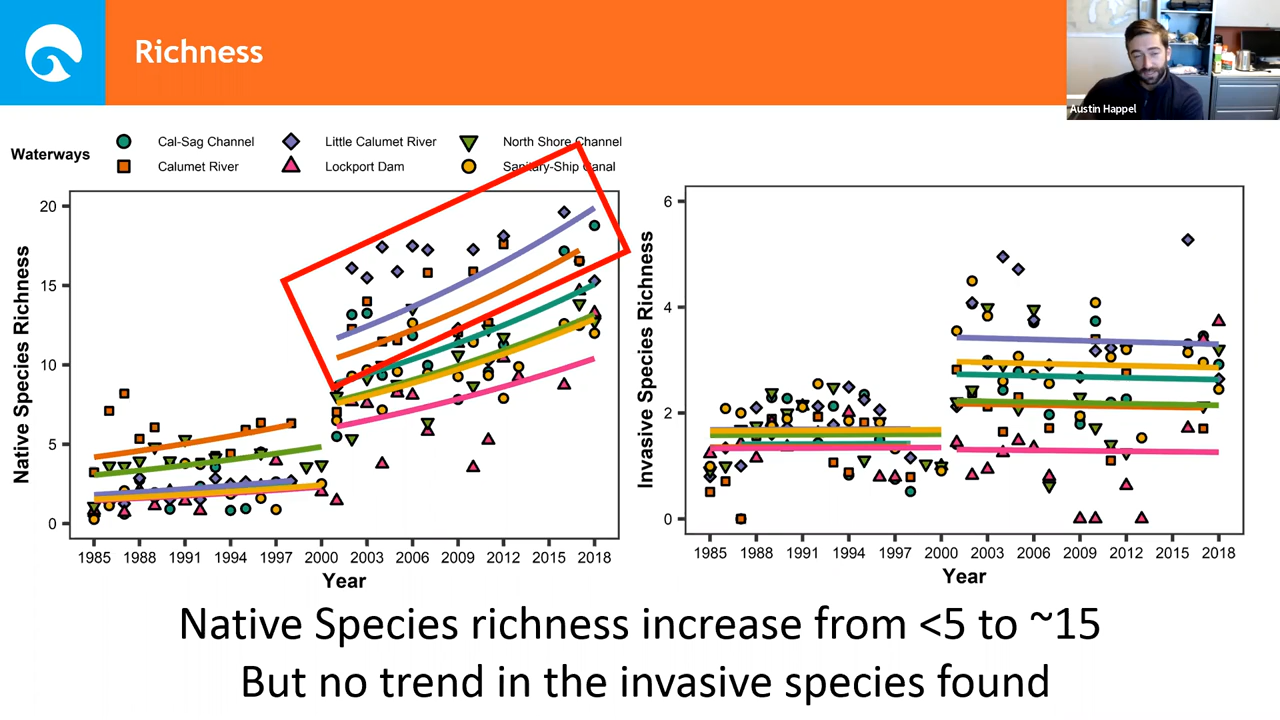 Richness
Austin Happel
Waterways
Cal-Sag Channel
Little Calumet River
North Shore Channel
Calumet River
Lockport Dam
Sanitary-Ship Canal
Native Species Richness
20
15
10
5
0
1985 1988 1991 1994 1997 2000 2003 2006 2009 2012 2015 2018
Year
Invasive Species Richness
6
4
2
0
1985 1988 1991 1994 1997 2000 2003 2006 2009 2012 2015 2018
Year
Native Species richness increase from <5 to ~15
But no trend in the invasive species found